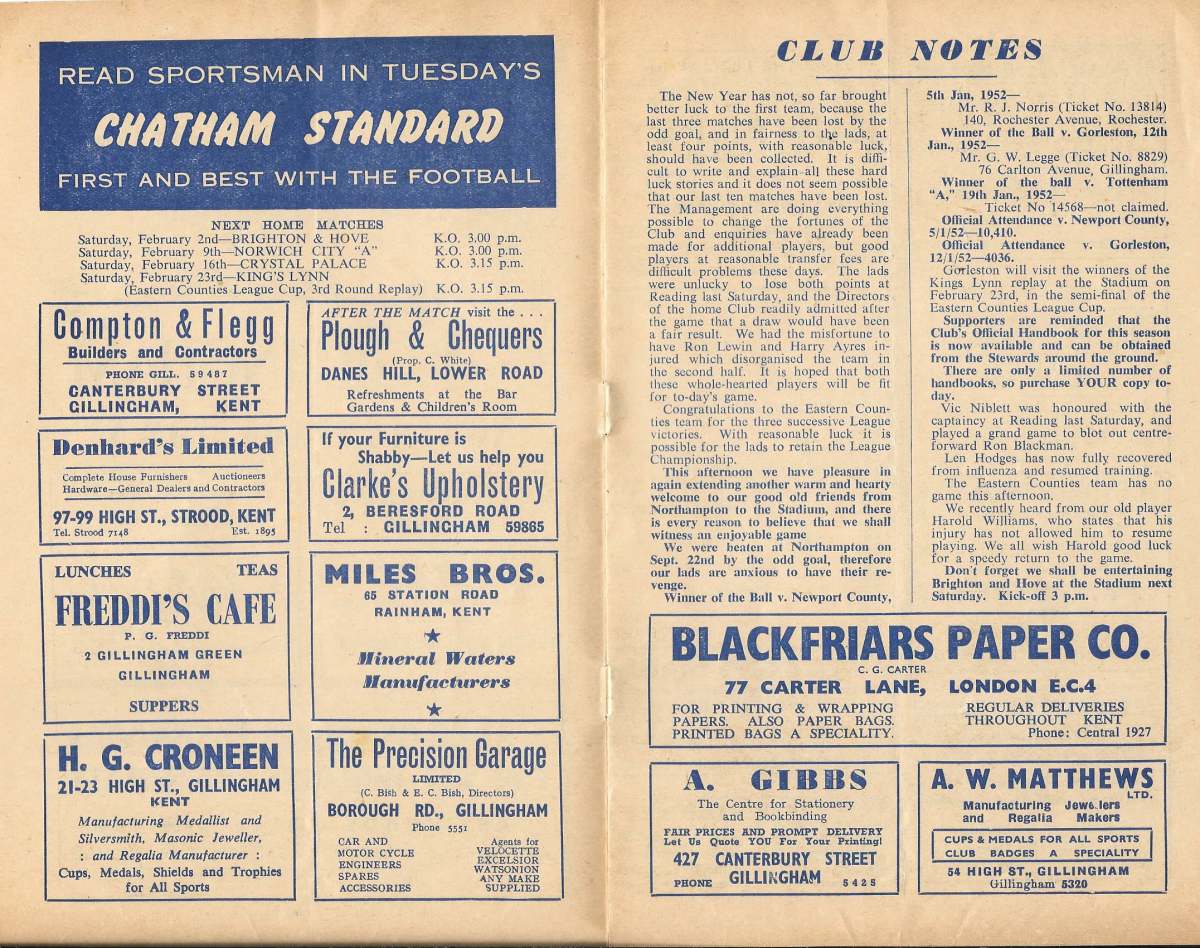 READ SPORTSMAN IN TUESDAY'S
CHATHAM STANDARD
FIRST AND BEST WITH THE FOOTBALL
NEXT HOME MATCHES
Saturday, February 2nd—BRIGHTON & HOVE K.O. 3.00 p.m.
Saturday, February 9th—NORWICH CITY "A" K.O. 3.00 p.m.
Saturday, February 16th—CRYSTAL PALACE K.O. 3.15 p.m.
Saturday, February 23rd—KING'S LYNN
(Eastern Counties League Cup, 3rd Round Replay) K.O. 3.15 p.m.
Compton & Flegg
Builders and Contractors
PHONE GILL. 59487
CANTERBURY STREET
GILLINGHAM, KENT
AFTER THE MATCH visit the . . .
Plough & Chequers
(Prop. C. White)
DANES HILL, LOWER ROAD
Refreshments at the Bar
Gardens & Children's Room
Denhard's Limited
Complete House Furnishers Auctioneers
Hardware—General Dealers and Contractors
97-99 HIGH ST., STROOD, KENT
Tel. Strood 7148 Est. 1895
If your Furniture is
Shabby—Let us help you
Clarke's Upholstery
2, BERESFORD ROAD
Tel : GILLINGHAM 59865
LUNCHES TEAS
FREDDI'S CAFE
P. G. FREDDI
2 GILLINGHAM GREEN
GILLINGHAM
SUPPERS
MILES BROS.
65 STATION ROAD
RAINHAM, KENT
Mineral Waters
Manufacturers
H. G. CRONEEN
21-23 HIGH ST., GILLINGHAM
KENT
Manufacturing Medallist and
Silversmith, Masonic Jeweller,
: and Regalia Manufacturer :
Cups, Medals, Shields and Trophies
for All Sports
The Precision Garage
LIMITED
(C. Bish & E. C. Bish, Directors)
BOROUGH RD., GILLINGHAM
Phone 5551
CAR AND
MOTOR CYCLE
ENGINEERS
SPARES
ACCESSORIES
Agents for
VELOCETTE
EXCELSIOR
WATSONION
ANY MAKE
SUPPLIED
CLUB NOTES
The New Year has not, so far brought
better luck to the first team, because the
last three matches have been lost by the
odd goal, and in fairness to the lads, at
least four points, with reasonable luck,
should have been collected. It is diffi-
cult to write and explain all these hard
luck stories and it does not seem possible
that our last ten matches have been lost.
The Management are doing everything
possible to change the fortunes of the
Club and enquiries have already been
made for additional players, but good
players at reasonable transfer fees are
difficult problems these days. The lads
were unlucky to lose both points at
Reading last Saturday, and the Directors
of the home Club readily admitted after
the game that a draw would have been
a fair result. We had the misfortune to
have Ron Lewin and Harry Ayres in-
jured which disorganised the team in
the second half. It is hoped that both
these whole-hearted players will be fit
for to-day's game.
Congratulations to the Eastern Coun-
ties team for the three successive League
victories. With reasonable luck it is
possible for the lads to retain the League
Championship.
This afternoon we have pleasure in
again extending another warm and hearty
welcome to our good old friends from
Northampton to the Stadium, and there
is every reason to believe that we shall
witness an enjoyable game
We were beaten at Northampton on
Sept. 22nd by the odd goal, therefore
our lads are anxious to have their re-
venge.
Winner of the Ball v. Newport County,
5th Jan, 1952—
Mr. R. J. Norris (Ticket No. 13814)
140, Rochester Avenue, Rochester.
Winner of the Ball v. Gorleston, 12th
Jan., 1952—
Mr. G. W. Legge (Ticket No. 8829)
76 Carlton Avenue, Gillingham.
Winner of the ball v. Tottenham
"A," 19th Jan., 1952—
Ticket No 14568—not claimed.
Official Attendance v. Newport County,
5/1/52—10,410.
Official Attendance v. Gorleston,
12/1/52—4036.
Gorleston will visit the winners of the
Kings Lynn replay at the Stadium on
February 23rd, in the semi-final of the
Eastern Counties League Cup.
Supporters are reminded that the
Club's Official Handbook for this season
is now available and can be obtained
from the Stewards around the ground.
There are only a limited number of
handbooks, so purchase YOUR copy to-
day.
Vic Niblett was honoured with the
captaincy at Reading last Saturday, and
played a grand game to blot out centre-
forward Ron Blackman.
Len Hodges has now fully recovered
from influenza and resumed training.
The Eastern Counties team has no
game this afternoon.
We recently heard from our old player
Harold Williams, who states that his
injury has not allowed him to resume
playing. We all wish Harold good luck
for a speedy return to the game.
Don't forget we shall be entertaining
Brighton and Hove at the Stadium next
Saturday. Kick-off 3 p.m.
BLACKFRIARS PAPER CO.
C. G. CARTER
77 CARTER LANE, LONDON E.C.4
FOR PRINTING & WRAPPING
PAPERS. ALSO PAPER BAGS.
PRINTED BAGS A SPECIALITY.
REGULAR DELIVERIES
THROUGHOUT KENT
Phone: Central 1927
A. GIBBS
The Centre for Stationery
and Bookbinding
FAIR PRICES AND PROMPT DELIVERY
Let Us Quote YOU For Your Printing!
427 CANTERBURY STREET
PHONE GILLINGHAM 5425
A. W. MATTHEWS
LTD.
Manufacturing Jewellers
and Regalia Makers
CUPS & MEDALS FOR ALL SPORTS
CLUB BADGES A SPECIALITY
54 HIGH ST., GILLINGHAM
Gillingham 5320